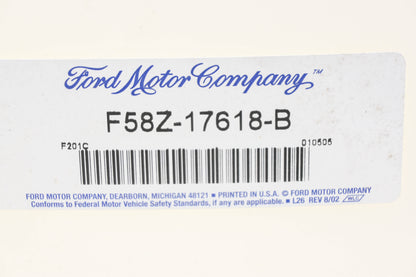 Ford Motor Company™
F58Z-17618-B
F201C 010505
FORD MOTOR COMPANY, DEARBORN, MICHIGAN 48121 ■ PRINTED IN U.S.A. © FORD MOTOR COMPANY
Conforms to Federal Motor Vehicle Safety Standards, if any are applicable. ■ L26 REV 8/02